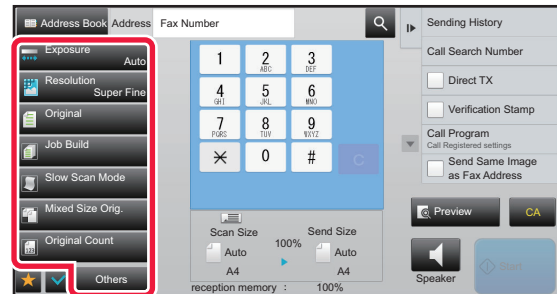 Address Book
Address
Fax Number
Exposure
Auto
Resolution
Super Fine
Original
Job Build
Slow Scan Mode
Mixed Size Orig.
123
Original Count
Others
1
2
ABC
3
DEF
4
GHI
5
JKL
6
MNO
7
PQRS
8
TUV
9
WXYZ
0
#
C
Scan Size
Send Size
Auto
100%
Auto
A4
A4
reception memory : 100%
Sending History
Call Search Number
Direct TX
Verification Stamp
Call Program
Call Registered settings
Send Same Image
as Fax Address
Preview
CA
Speaker
Start